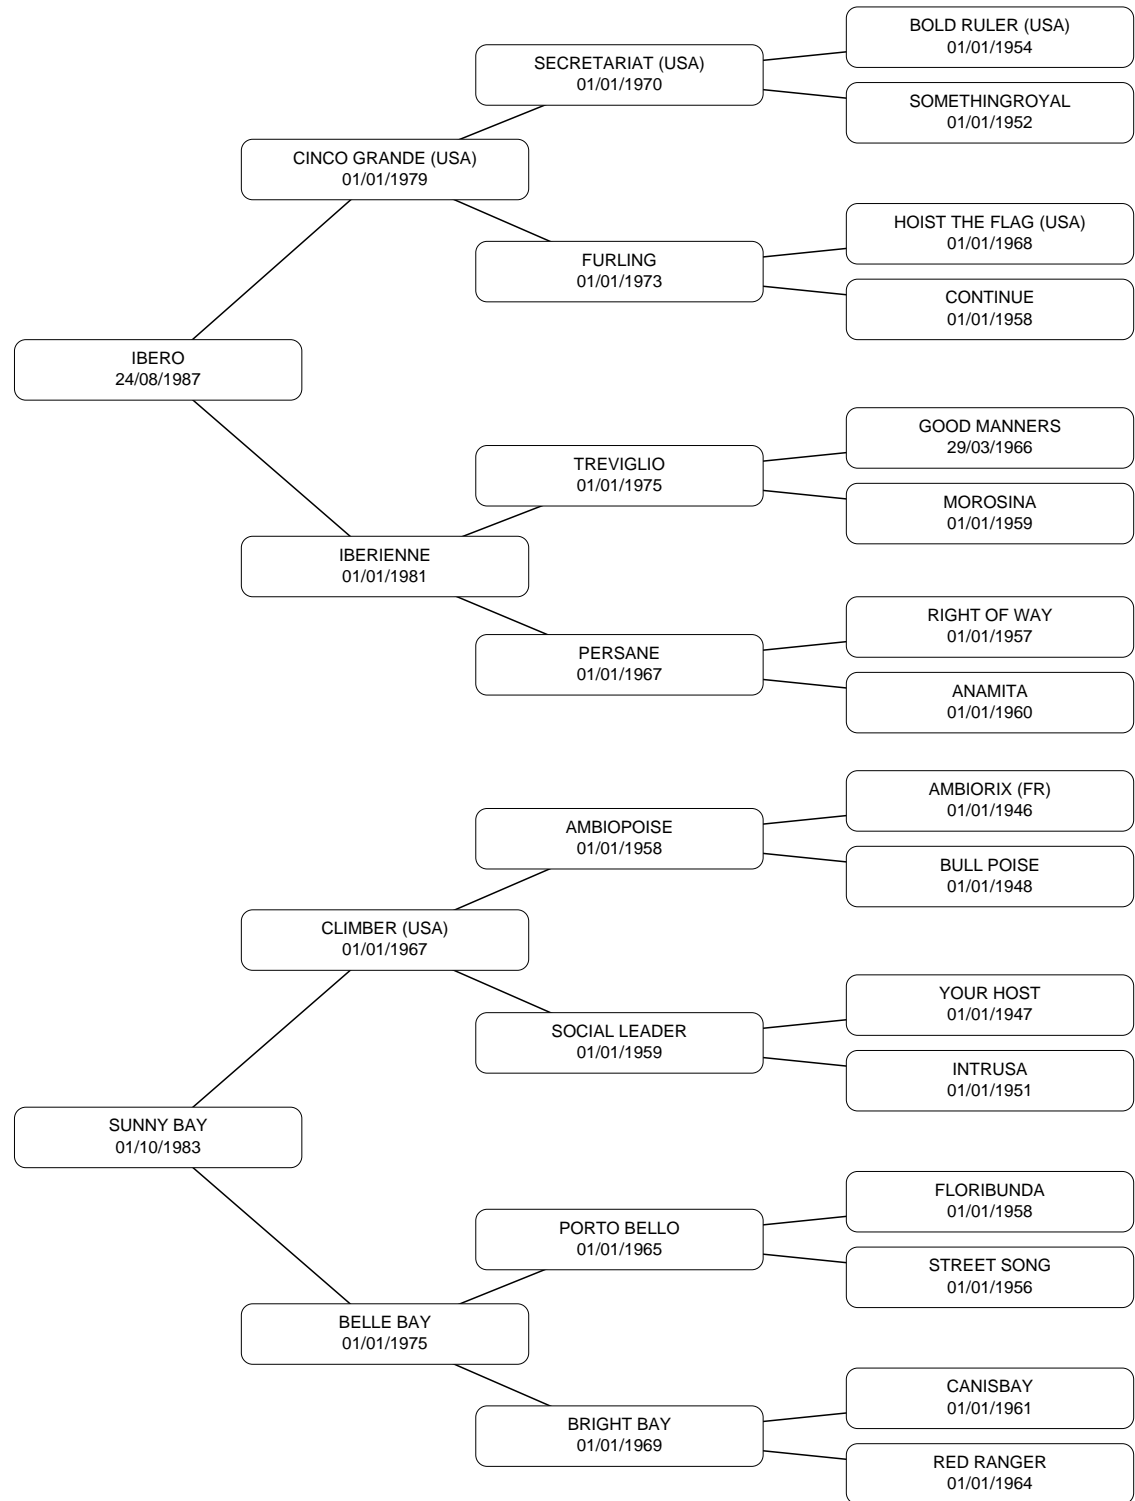 BOLD RULER (USA)
01/01/1954
SECRETARIAT (USA)
01/01/1970
SOMETHINGROYAL
01/01/1952
CINCO GRANDE (USA)
01/01/1979
HOIST THE FLAG (USA)
01/01/1968
FURLING
01/01/1973
CONTINUE
01/01/1958
IBERO
24/08/1987
GOOD MANNERS
29/03/1966
TREVIGLIO
01/01/1975
MOROSINA
01/01/1959
IBERIENNE
01/01/1981
RIGHT OF WAY
01/01/1957
PERSANE
01/01/1967
ANAMITA
01/01/1960
AMBIORIX (FR)
01/01/1946
AMBIOPOISE
01/01/1958
BULL POISE
01/01/1948
CLIMBER (USA)
01/01/1967
YOUR HOST
01/01/1947
SOCIAL LEADER
01/01/1959
INTRUSA
01/01/1951
SUNNY BAY
01/10/1983
FLORIBUNDA
01/01/1958
PORTO BELLO
01/01/1965
STREET SONG
01/01/1956
BELLE BAY
01/01/1975
CANISBAY
01/01/1961
BRIGHT BAY
01/01/1969
RED RANGER
01/01/1964